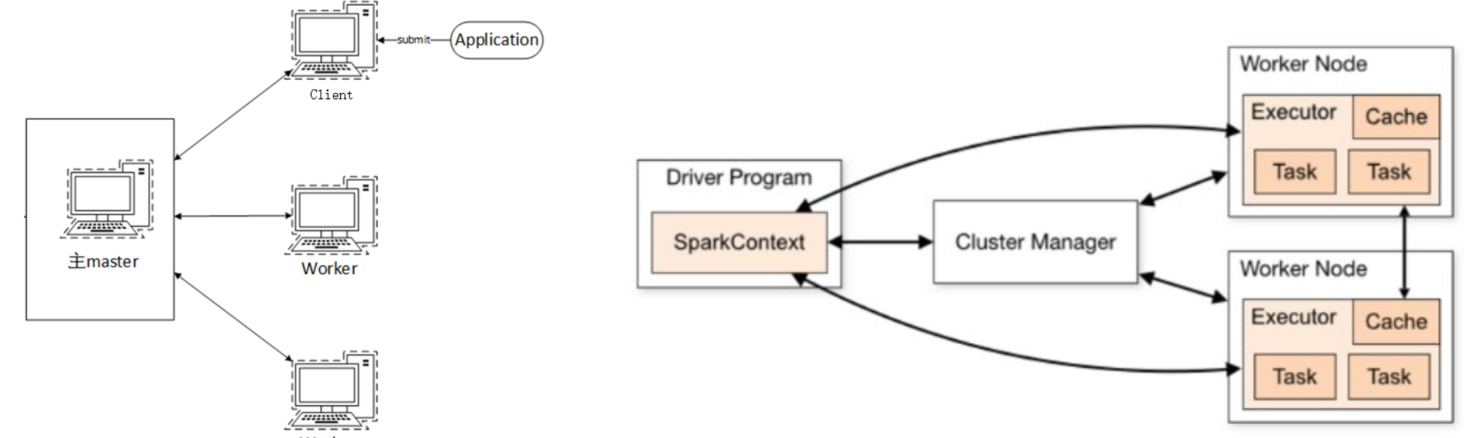 submit
Application
Client
主master
Worker
Driver Program
SparkContext
Cluster Manager
Worker Node
Executor
Cache
Task
Task
Worker Node
Executor
Cache
Task
Task